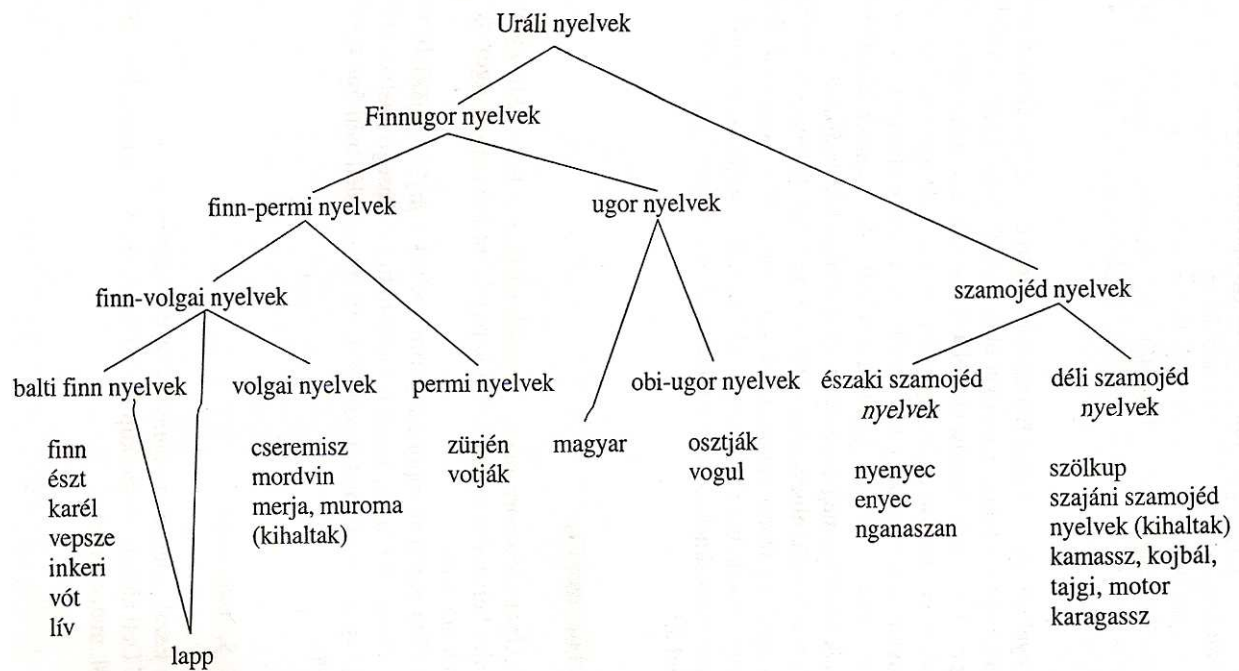 Uráli nyelvek
Finnugor nyelvek
finn-permi nyelvek
ugor nyelvek
finn-volgai nyelvek
szamojéd nyelvek
balti finn nyelvek
volgai nyelvek
permi nyelvek
obi-ugor nyelvek
északi szamojéd
nyelvek
déli szamojéd
nyelvek
finn
észt
karél
vepsze
inkeri
vót
lív
lapp
cseremisz
mordvin
merja, muroma
(kihaltak)
zürjén
votják
magyar
osztják
vogul
nyenyec
enyec
nganaszan
szölkup
szajáni szamojéd
nyelvek (kihaltak)
kamassz, kojbál,
tajgi, motor
karagassz